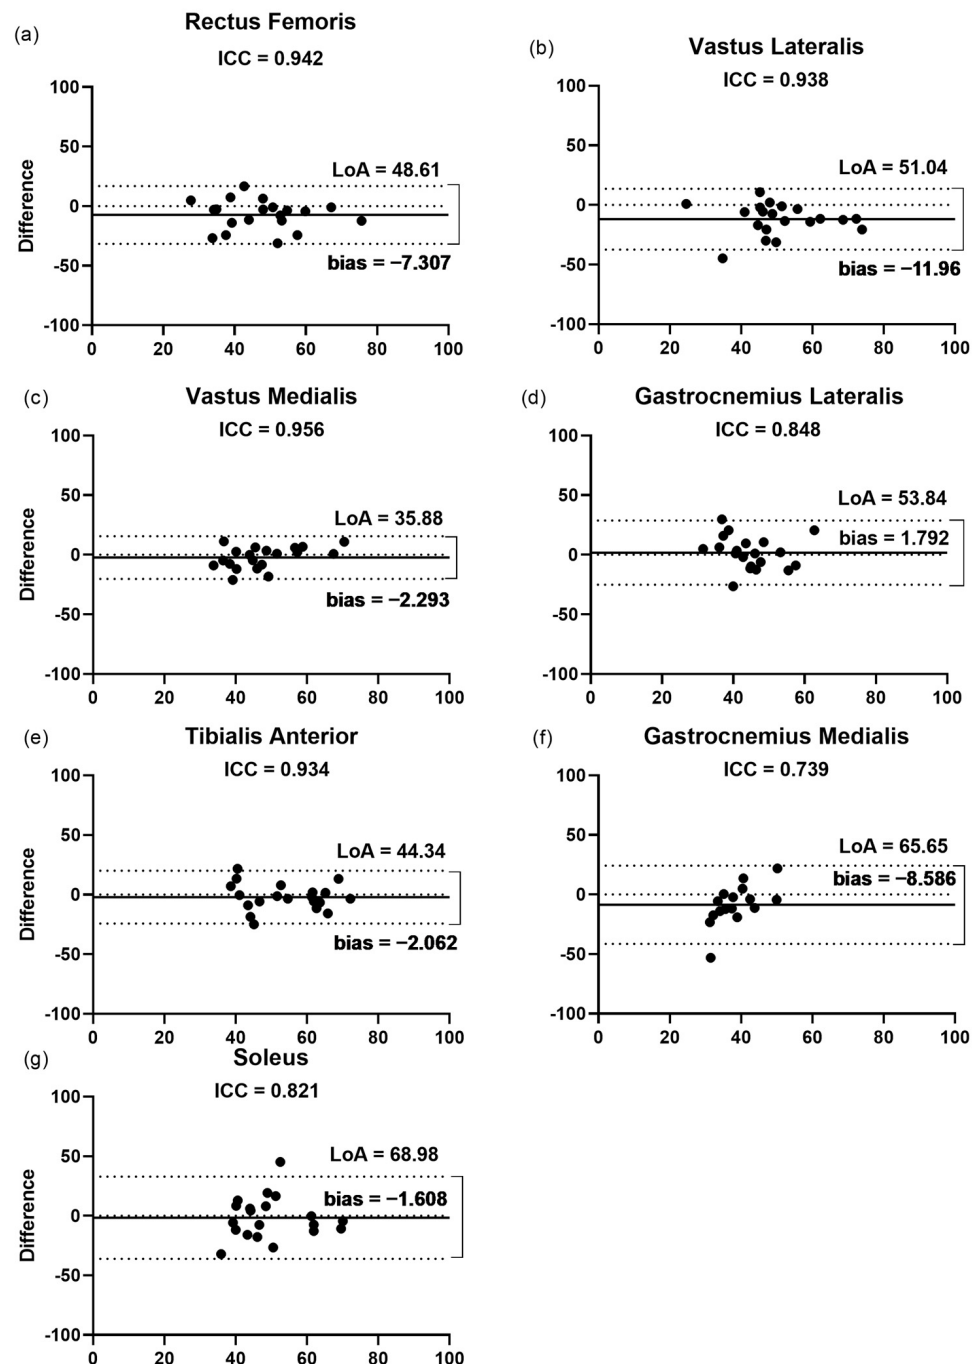 (a)
Rectus Femoris
ICC = 0.942
100
50
0
-50
-100
Difference
LoA = 48.61
bias = −7.307
0 20 40 60 80 100
(b)
Vastus Lateralis
ICC = 0.938
100
50
0
-50
-100
LoA = 51.04
bias = −11.96
0 20 40 60 80 100
(c)
Vastus Medialis
ICC = 0.956
100
50
0
-50
-100
Difference
LoA = 35.88
bias = −2.293
0 20 40 60 80 100
(d)
Gastrocnemius Lateralis
ICC = 0.848
100
50
0
-50
-100
LoA = 53.84
bias = 1.792
0 20 40 60 80 100
(e)
Tibialis Anterior
ICC = 0.934
100
50
0
-50
-100
Difference
LoA = 44.34
bias = −2.062
0 20 40 60 80 100
(f)
Gastrocnemius Medialis
ICC = 0.739
100
50
0
-50
-100
LoA = 65.65
bias = −8.586
0 20 40 60 80 100
(g)
Soleus
ICC = 0.821
100
50
0
-50
-100
Difference
LoA = 68.98
bias = −1.608
0 20 40 60 80 100